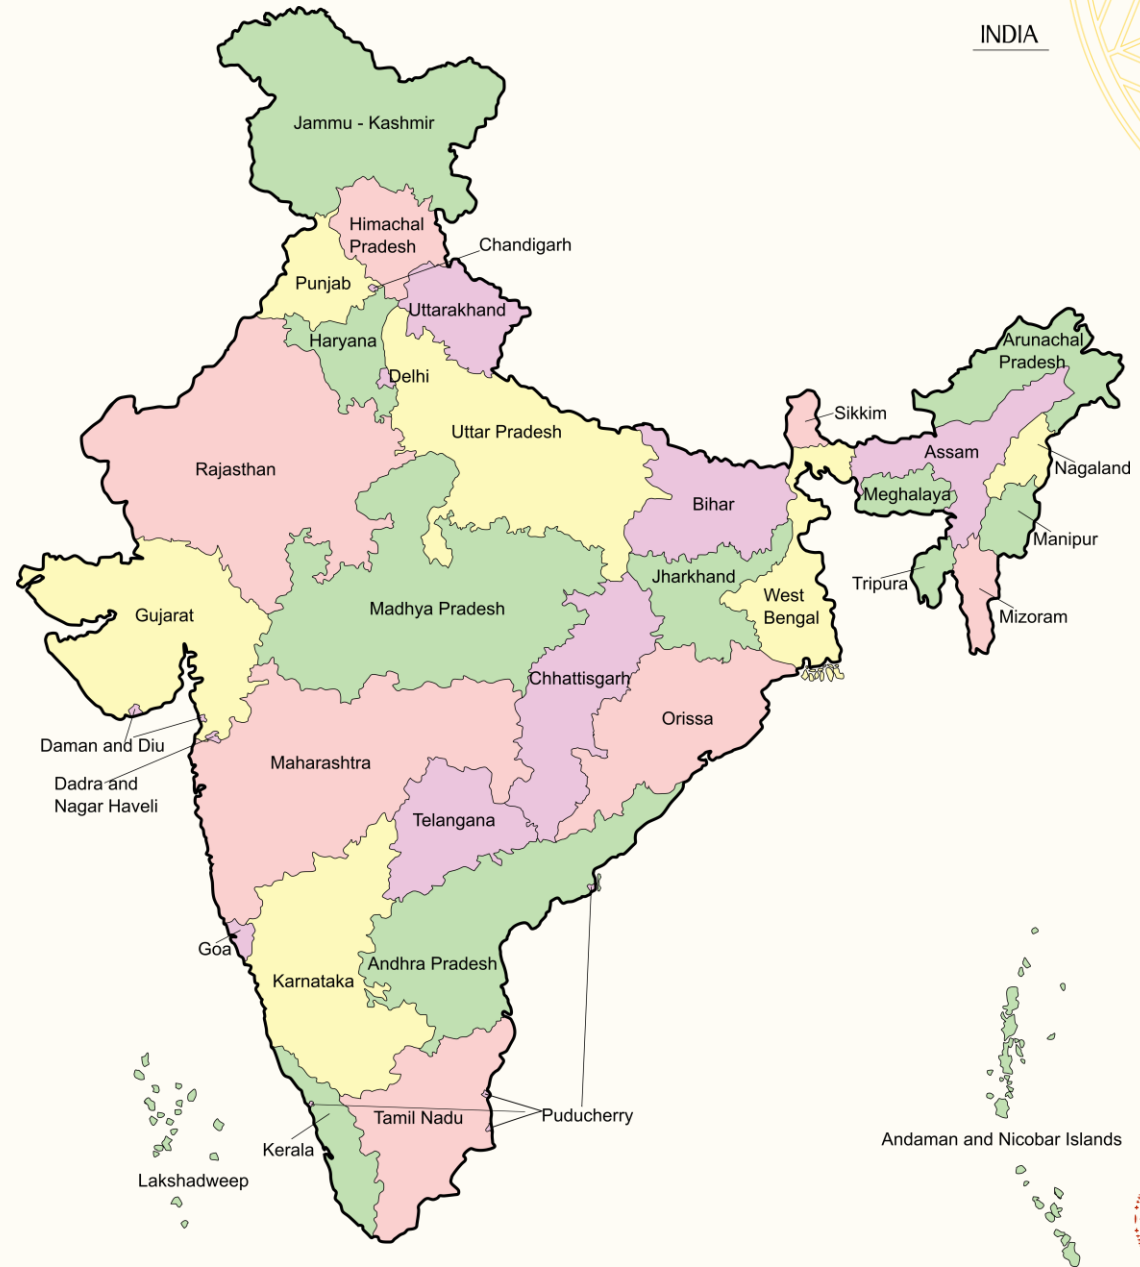 INDIA
Jammu - Kashmir
Himachal
Pradesh
Chandigarh
Punjab
Uttarakhand
Haryana
Delhi
Arunachal
Pradesh
Sikkim
Uttar Pradesh
Assam
Nagaland
Rajasthan
Meghalaya
Bihar
Manipur
Jharkhand
Tripura
West
Bengal
Mizoram
Gujarat
Madhya Pradesh
Chhattisgarh
Orissa
Daman and Diu
Maharashtra
Dadra and
Nagar Haveli
Telangana
Goa
Andhra Pradesh
Karnataka
Tamil Nadu
Puducherry
Kerala
Andaman and Nicobar Islands
Lakshadweep